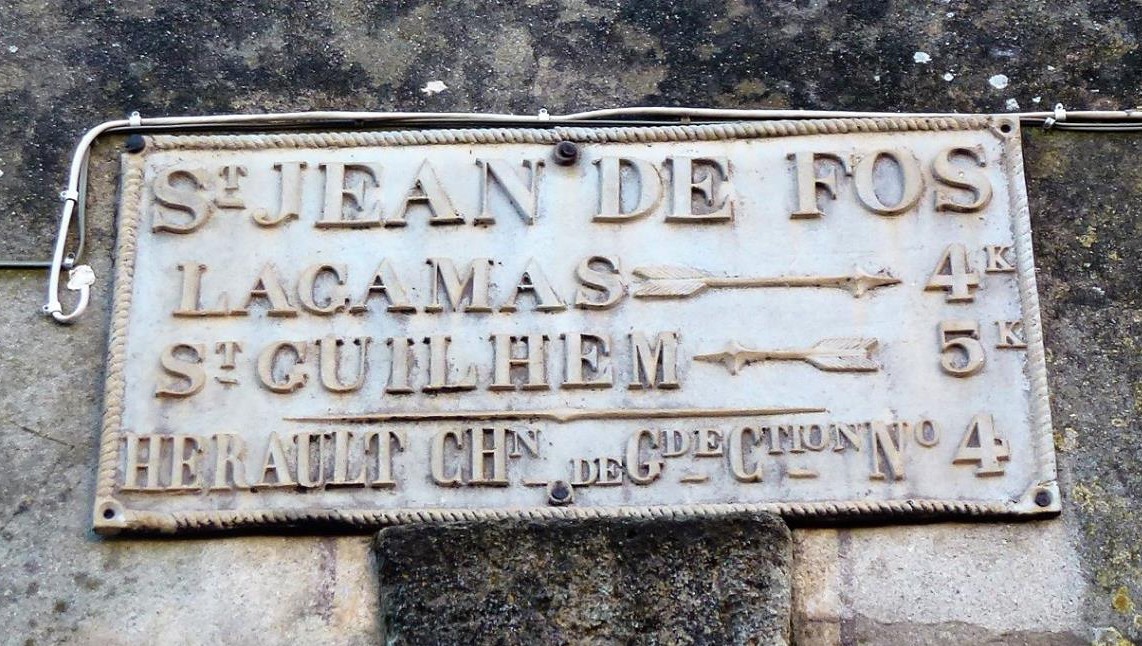 ST JEAN DE FOS
LAGAMAS 4K
ST GUILHEM 5K
HERAULT CHN DE GDE CTION No 4